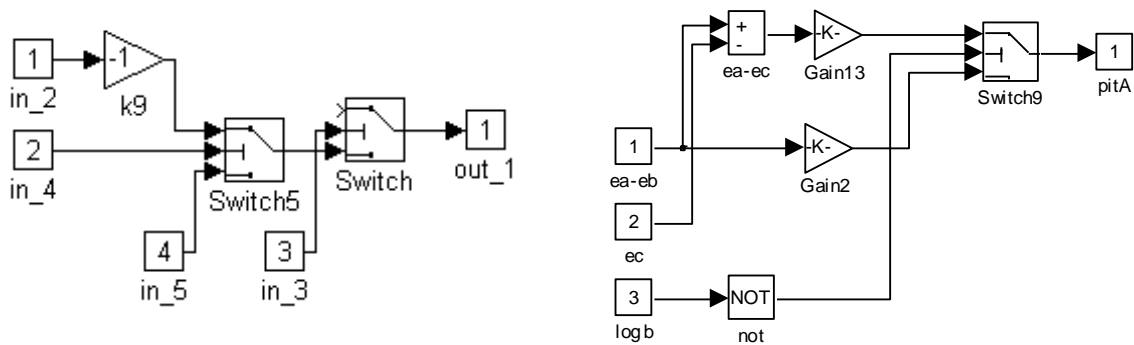 1
in_2
-1
k9
2
in_4
Switch5
Switch
1
out_1
4
in_5
3
in_3
+
-
ea-ec
-K-
Gain13
Switch9
1
pitA
1
ea-eb
-K-
Gain2
2
ec
3
logb
NOT
not